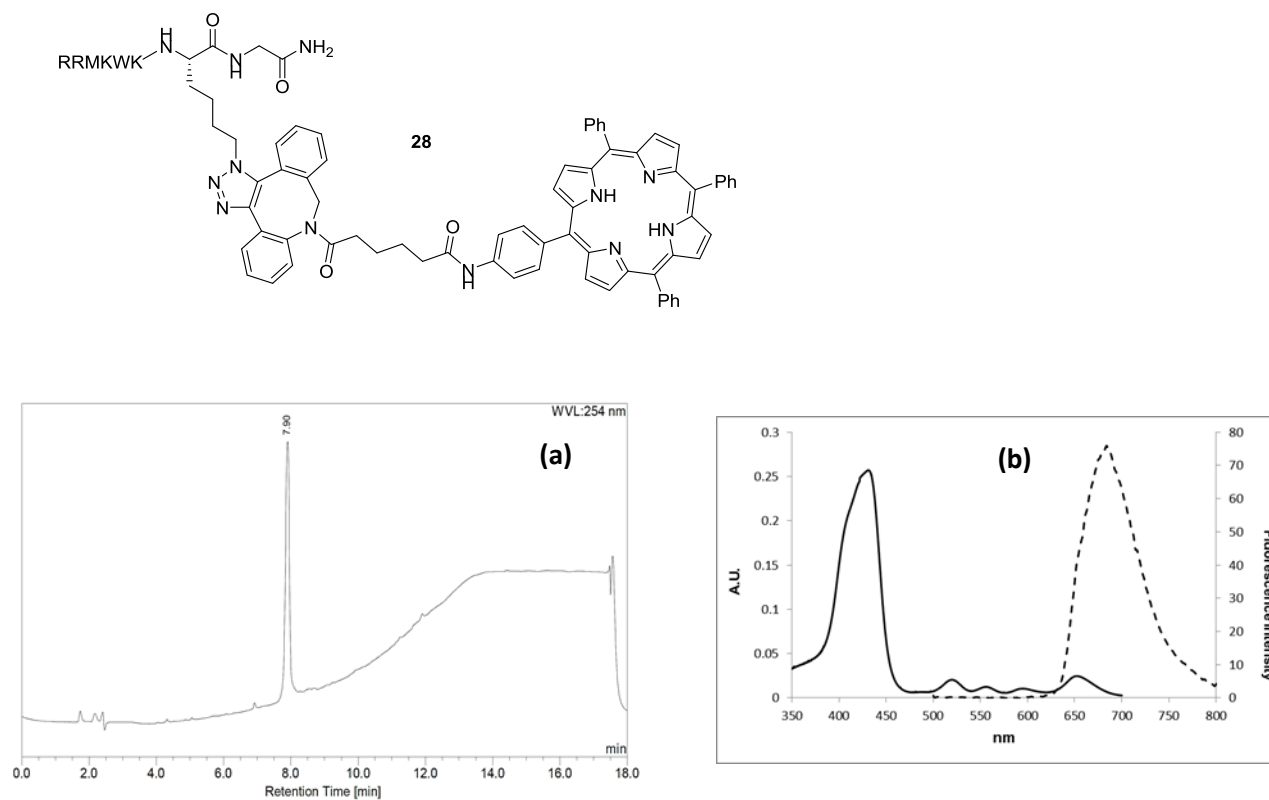 H
O
NH2
RRMKWK
N
N
H
O
28
Ph
N
N
N
NH
N
Ph
N
HN
N
O
O
N
H
Ph
(a)
WVL:254 nm
7.90
min
0.0 2.0 4.0 6.0 8.0 10.0 12.0 14.0 16.0 18.0
Retention Time [min]
(b)
0.3
0.25
0.2
0.15
0.1
0.05
0
A.U.
80
70
60
50
40
30
20
10
0
Fluorescence Intensity
350 400 450 500 550 600 650 700 750 800
nm